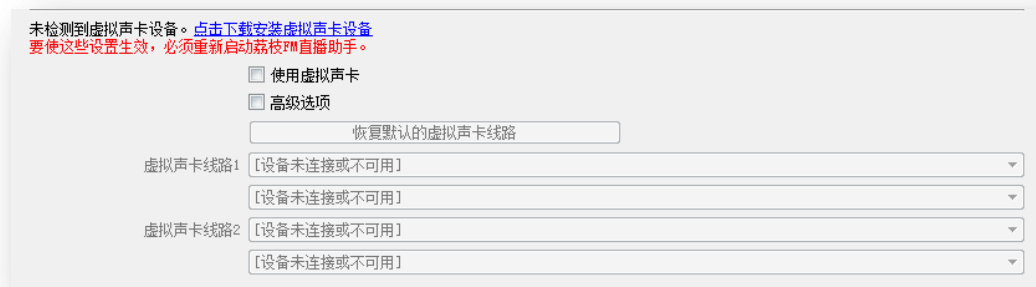 未检测到虚拟声卡设备。点击下载安装虚拟声卡设备
要使这些设置生效，必须重新启动荔枝FM直播助手。
使用虚拟声卡
高级选项
恢复默认的虚拟声卡线路
虚拟声卡线路1 [设备未连接或不可用]
[设备未连接或不可用]
虚拟声卡线路2 [设备未连接或不可用]
[设备未连接或不可用]